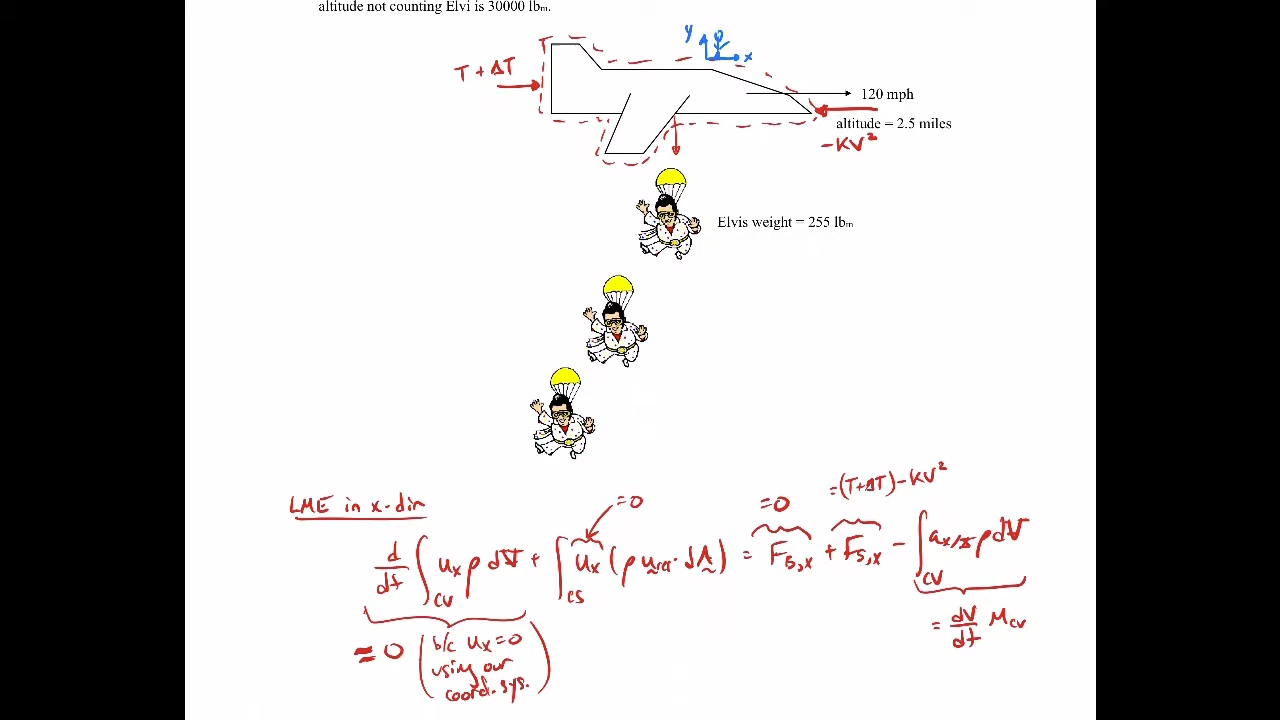 altitude not counting Elvi is 30000 lbm.
y
x
T + ΔT
120 mph
altitude = 2.5 miles
-KV²
Elvis weight = 255 lbm
LME in x-dir
=0
=0
=(T+ΔT)-KV²
d/dt ∫CV ux ρ dV + ∫CS ux (ρ urel · dA) = FB,x + FS,x - ∫CV ax/X ρ dV
≈ 0 (b/c ux=0
using our
coord. sys.)
= dV/dt MCV